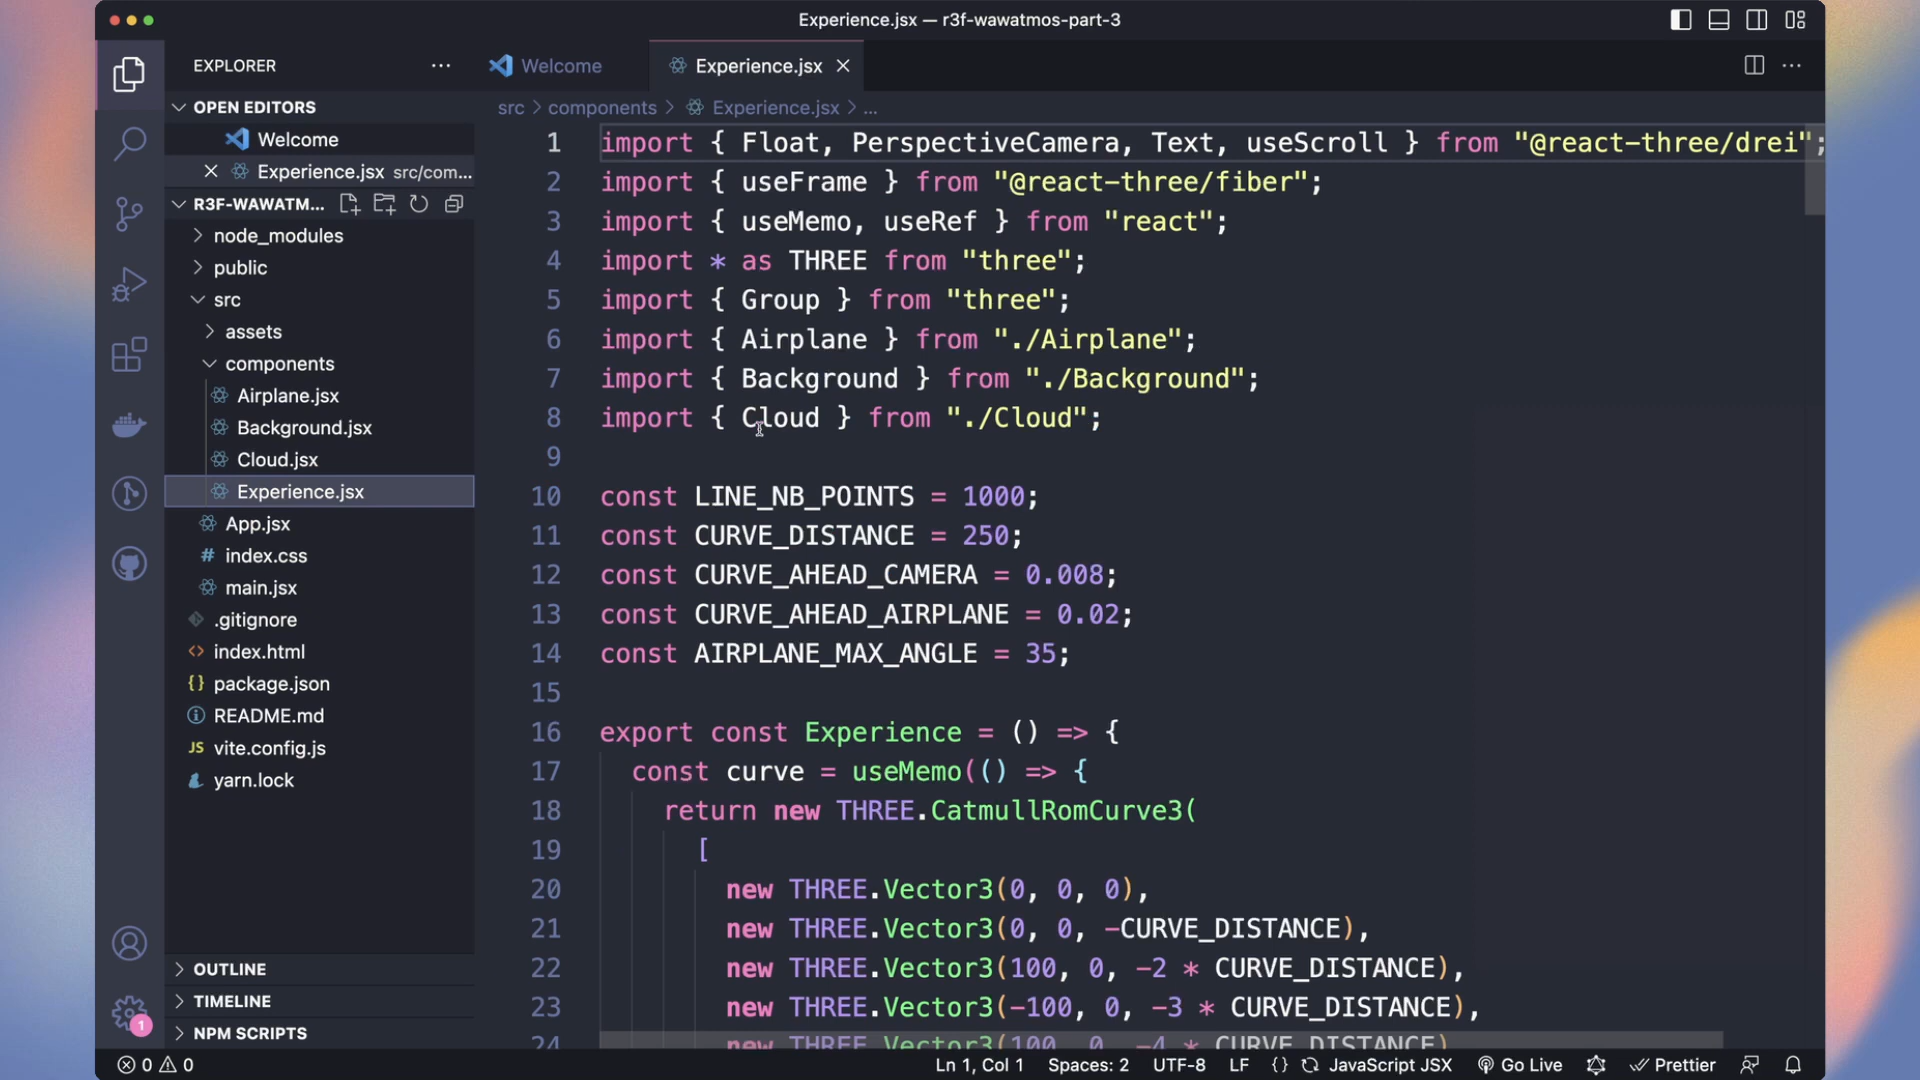 Experience.jsx — r3f-wawatmos-part-3
EXPLORER
Welcome
Experience.jsx
OPEN EDITORS
Welcome
Experience.jsx src/com...
R3F-WAWATM...
node_modules
public
src
assets
components
Airplane.jsx
Background.jsx
Cloud.jsx
Experience.jsx
App.jsx
# index.css
main.jsx
.gitignore
<> index.html
{} package.json
README.md
JS vite.config.js
yarn.lock
OUTLINE
TIMELINE
NPM SCRIPTS
1
src > components > Experience.jsx > ...
1 import { Float, PerspectiveCamera, Text, useScroll } from "@react-three/drei";
2 import { useFrame } from "@react-three/fiber";
3 import { useMemo, useRef } from "react";
4 import * as THREE from "three";
5 import { Group } from "three";
6 import { Airplane } from "./Airplane";
7 import { Background } from "./Background";
8 import { Cloud } from "./Cloud";
9
10 const LINE_NB_POINTS = 1000;
11 const CURVE_DISTANCE = 250;
12 const CURVE_AHEAD_CAMERA = 0.008;
13 const CURVE_AHEAD_AIRPLANE = 0.02;
14 const AIRPLANE_MAX_ANGLE = 35;
15
16 export const Experience = () => {
17 const curve = useMemo(() => {
18 return new THREE.CatmullRomCurve3(
19 [
20 new THREE.Vector3(0, 0, 0),
21 new THREE.Vector3(0, 0, -CURVE_DISTANCE),
22 new THREE.Vector3(100, 0, -2 * CURVE_DISTANCE),
23 new THREE.Vector3(-100, 0, -3 * CURVE_DISTANCE),
24 new THREE.Vector3(100, 0, -4 * CURVE_DISTANCE),
0 0 Ln 1, Col 1 Spaces: 2 UTF-8 LF {} JavaScript JSX Go Live Prettier